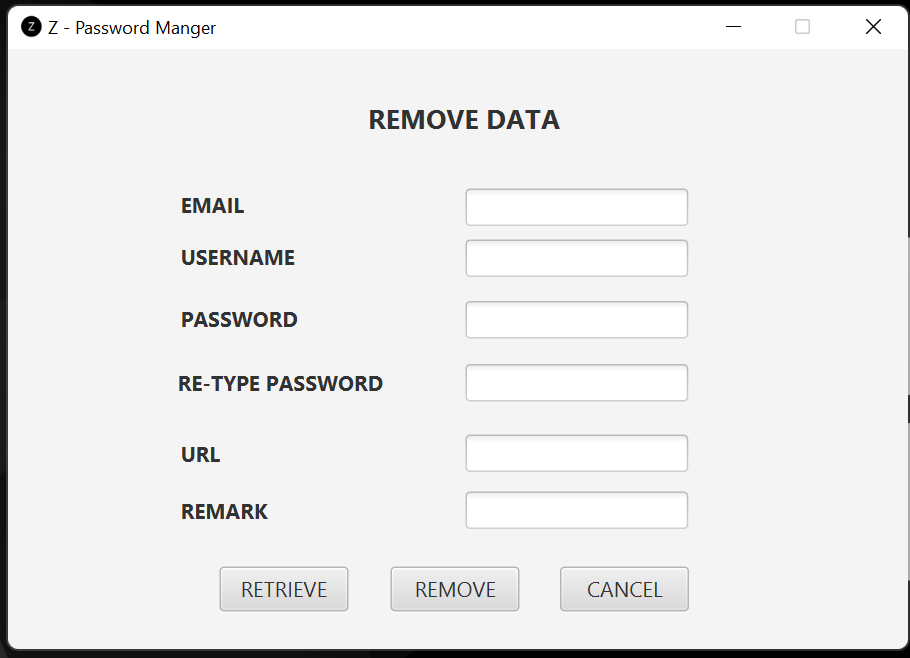 Z Z - Password Manger
REMOVE DATA
EMAIL
USERNAME
PASSWORD
RE-TYPE PASSWORD
URL
REMARK
RETRIEVE REMOVE CANCEL